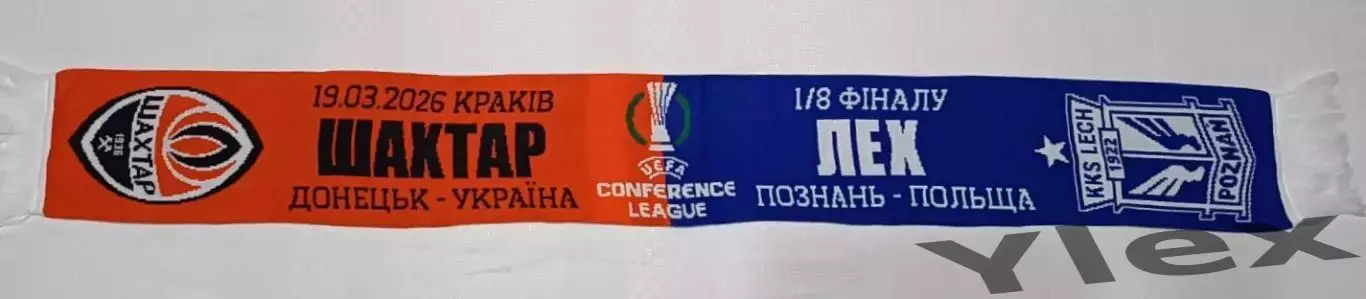 ШАХТАР
1936
19.03.2026 КРАКІВ
ШАХТАР
ДОНЕЦЬК - УКРАЇНА
UEFA
CONFERENCE
LEAGUE
1/8 ФІНАЛУ
ЛЕХ
ПОЗНАНЬ - ПОЛЬЩА
KKS LECH
1922
POZNAŃ
Ylex